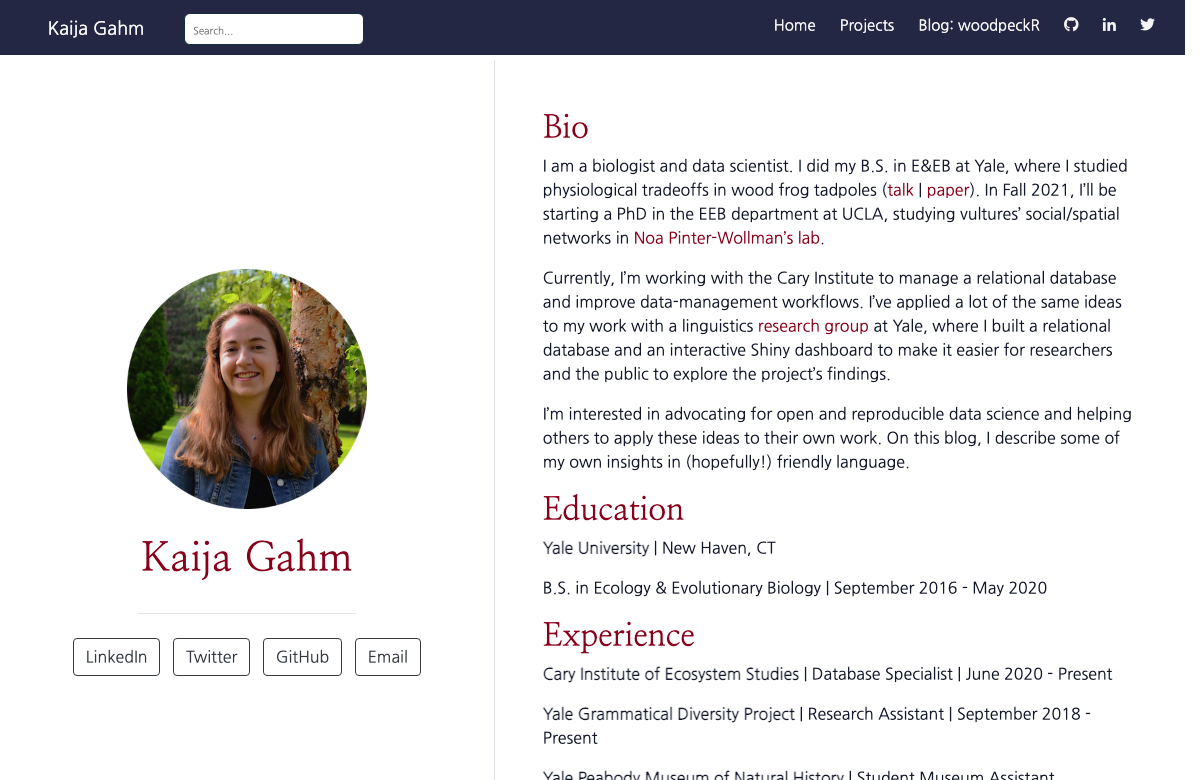 Kaija Gahm
Search...
Home
Projects
Blog: woodpeckR
Kaija Gahm
LinkedIn
Twitter
GitHub
Email
Bio
I am a biologist and data scientist. I did my B.S. in E&EB at Yale, where I studied
physiological tradeoffs in wood frog tadpoles (talk | paper). In Fall 2021, I’ll be
starting a PhD in the EEB department at UCLA, studying vultures’ social/spatial
networks in Noa Pinter-Wollman’s lab.
Currently, I’m working with the Cary Institute to manage a relational database
and improve data-management workflows. I’ve applied a lot of the same ideas
to my work with a linguistics research group at Yale, where I built a relational
database and an interactive Shiny dashboard to make it easier for researchers
and the public to explore the project’s findings.
I’m interested in advocating for open and reproducible data science and helping
others to apply these ideas to their own work. On this blog, I describe some of
my own insights in (hopefully!) friendly language.
Education
Yale University | New Haven, CT
B.S. in Ecology & Evolutionary Biology | September 2016 - May 2020
Experience
Cary Institute of Ecosystem Studies | Database Specialist | June 2020 - Present
Yale Grammatical Diversity Project | Research Assistant | September 2018 -
Present
Yale Peabody Museum of Natural History | Student Museum Assistant